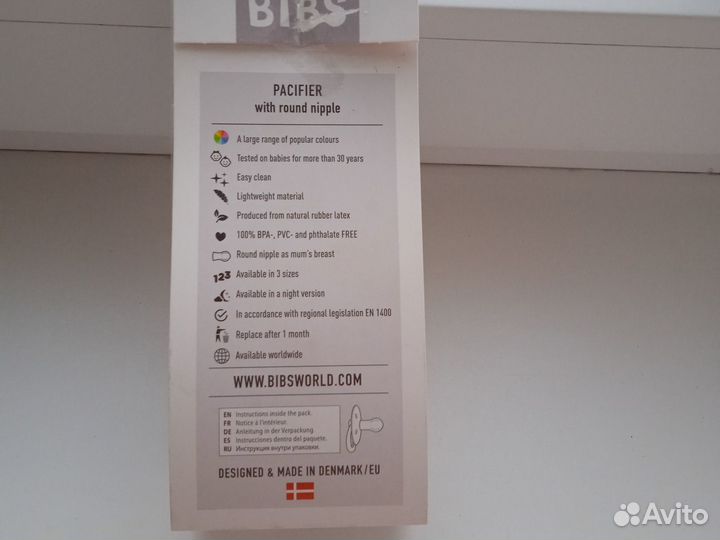 BIBS
PACIFIER
with round nipple
A large range of popular colours
Tested on babies for more than 30 years
Easy clean
Lightweight material
Produced from natural rubber latex
100% BPA-, PVC- and phthalate FREE
Round nipple as mum's breast
123 Available in 3 sizes
Available in a night version
In accordance with regional legislation EN 1400
Replace after 1 month
Available worldwide
WWW.BIBSWORLD.COM
EN Instructions inside the pack.
FR Notice à l'intérieur.
DE Anleitung in der Verpackung.
ES Instrucciones dentro del paquete.
RU Инструкция внутри упаковки.
DESIGNED & MADE IN DENMARK/EU
Avito